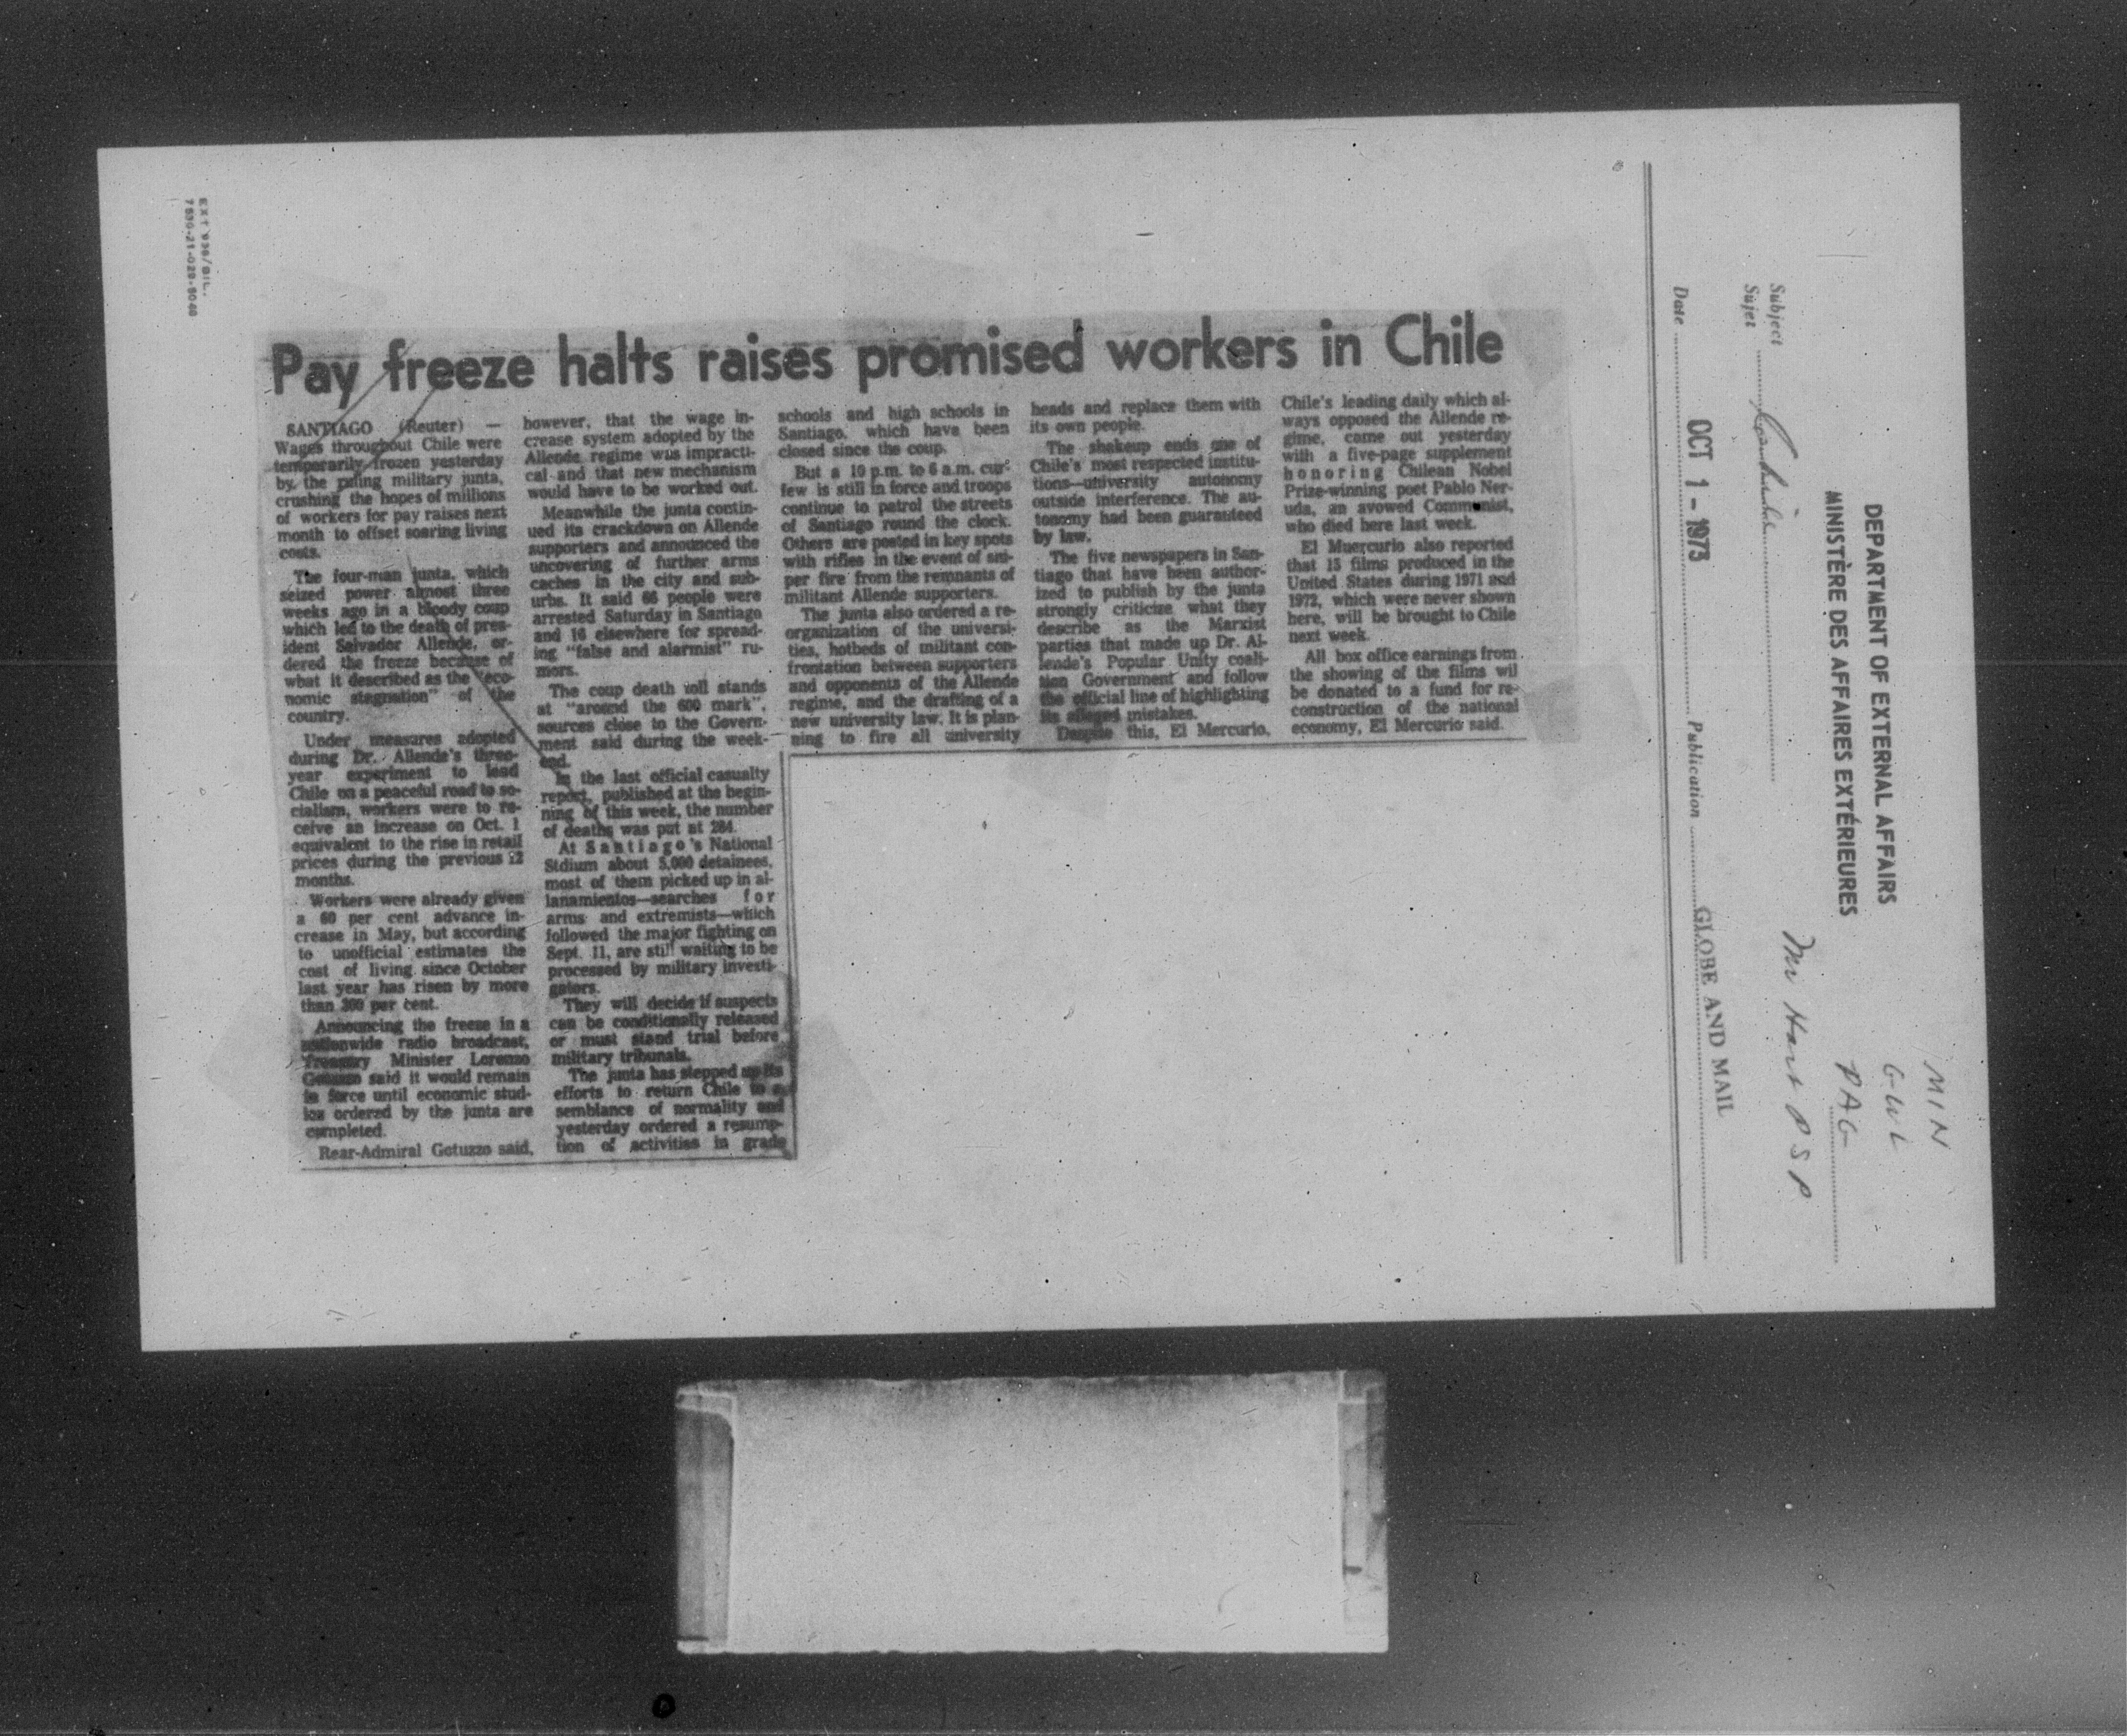 EXT 936/BIL.
7530-21-029-5040
Pay freeze halts raises promised workers in Chile
SANTIAGO (Reuter) —
Wages throughout Chile were
temporarily frozen yesterday
by the ruling military junta,
crushing the hopes of millions
of workers for pay raises next
month to offset soaring living
costs.
The four-man junta, which
seized power almost three
weeks ago in a bloody coup
which led to the death of pres-
ident Salvador Allende, or-
dered the freeze because of
what it described as the "eco-
nomic stagnation" of the
country.
Under measures adopted
during Dr. Allende's three-
year experiment to lead
Chile on a peaceful road to so-
cialism, workers were to re-
ceive an increase on Oct. 1
equivalent to the rise in retail
prices during the previous 12
months.
Workers were already given
a 60 per cent advance in-
crease in May, but according
to unofficial estimates the
cost of living since October
last year has risen by more
than 300 per cent.
Announcing the freeze in a
nationwide radio broadcast,
Treasury Minister Lorenzo
Gotuzzo said it would remain
in force until economic stud-
ies ordered by the junta are
completed.
Rear-Admiral Gotuzzo said,
however, that the wage in-
crease system adopted by the
Allende regime was impracti-
cal and that new mechanism
would have to be worked out.
Meanwhile the junta contin-
ued its crackdown on Allende
supporters and announced the
uncovering of further arms
caches in the city and sub-
urbs. It said 66 people were
arrested Saturday in Santiago
and 16 elsewhere for spread-
ing "false and alarmist" ru-
mors.
The coup death toll stands
at "around the 600 mark",
sources close to the Govern-
ment said during the week-
end.
In the last official casualty
report, published at the begin-
ning of this week, the number
of deaths was put at 284.
At Santiago's National
Stdium about 5,000 detainees,
most of them picked up in al-
lanamientos—searches for
arms and extremists—which
followed the major fighting on
Sept. 11, are still waiting to be
processed by military investi-
gators.
They will decide if suspects
can be conditionally released
or must stand trial before
military tribunals.
The junta has stepped up its
efforts to return Chile to a
semblance of normality and
yesterday ordered a resump-
tion of activities in grade
schools and high schools in
Santiago, which have been
closed since the coup.
But a 10 p.m. to 6 a.m. cur-
few is still in force and troops
continue to patrol the streets
of Santiago round the clock.
Others are posted in key spots
with rifles in the event of sni-
per fire from the remnants of
militant Allende supporters.
The junta also ordered a re-
organization of the universi-
ties, hotbeds of militant con-
frontation between supporters
and opponents of the Allende
regime, and the drafting of a
new university law. It is plan-
ning to fire all university
heads and replace them with
its own people.
The shakeup ends one of
Chile's most respected institu-
tions—university autonomy
outside interference. The au-
tonomy had been guaranteed
by law.
The five newspapers in San-
tiago that have been author-
ized to publish by the junta
strongly criticize what they
describe as the Marxist
parties that made up Dr. Al-
lende's Popular Unity coali-
tion Government and follow
the official line of highlighting
its alleged mistakes.
Despite this, El Mercurio,
Chile's leading daily which al-
ways opposed the Allende re-
gime, came out yesterday
with a five-page supplement
honoring Chilean Nobel
Prize-winning poet Pablo Ner-
uda, an avowed Communist,
who died here last week.
El Muercurio also reported
that 15 films produced in the
United States during 1971 and
1972, which were never shown
here, will be brought to Chile
next week.
All box office earnings from
the showing of the films wil
be donated to a fund for re-
construction of the national
economy, El Mercurio said.
MIN
GWL
PAG
DEPARTMENT OF EXTERNAL AFFAIRS
MINISTÈRE DES AFFAIRES EXTÉRIEURES
Mr Hart PSP
Subject
Sujet
Date OCT 1 - 1973 Publication GLOBE AND MAIL